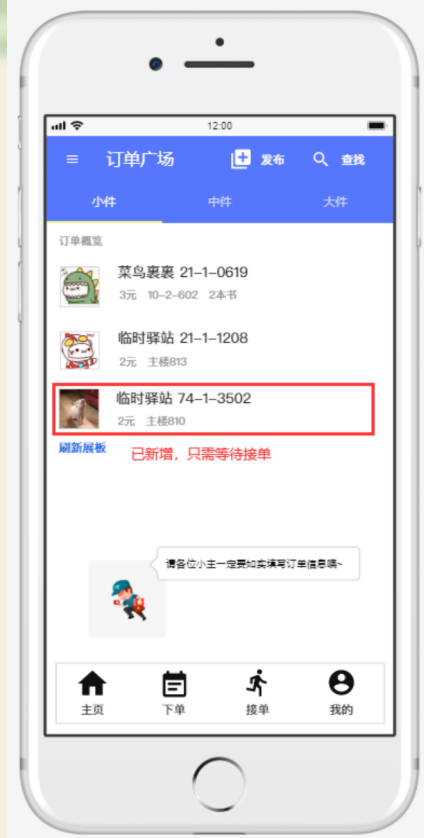 12:00
订单广场 发布 查找
小件 中件 大件
订单概览
菜鸟裹裹 21-1-0619
3元 10-2-602 2本书
临时驿站 21-1-1208
2元 主楼813
临时驿站 74-1-3502
2元 主楼810
刷新展板 已新增，只需等待接单
请各位小主一定要如实填写订单信息噢~
主页 下单 接单 我的